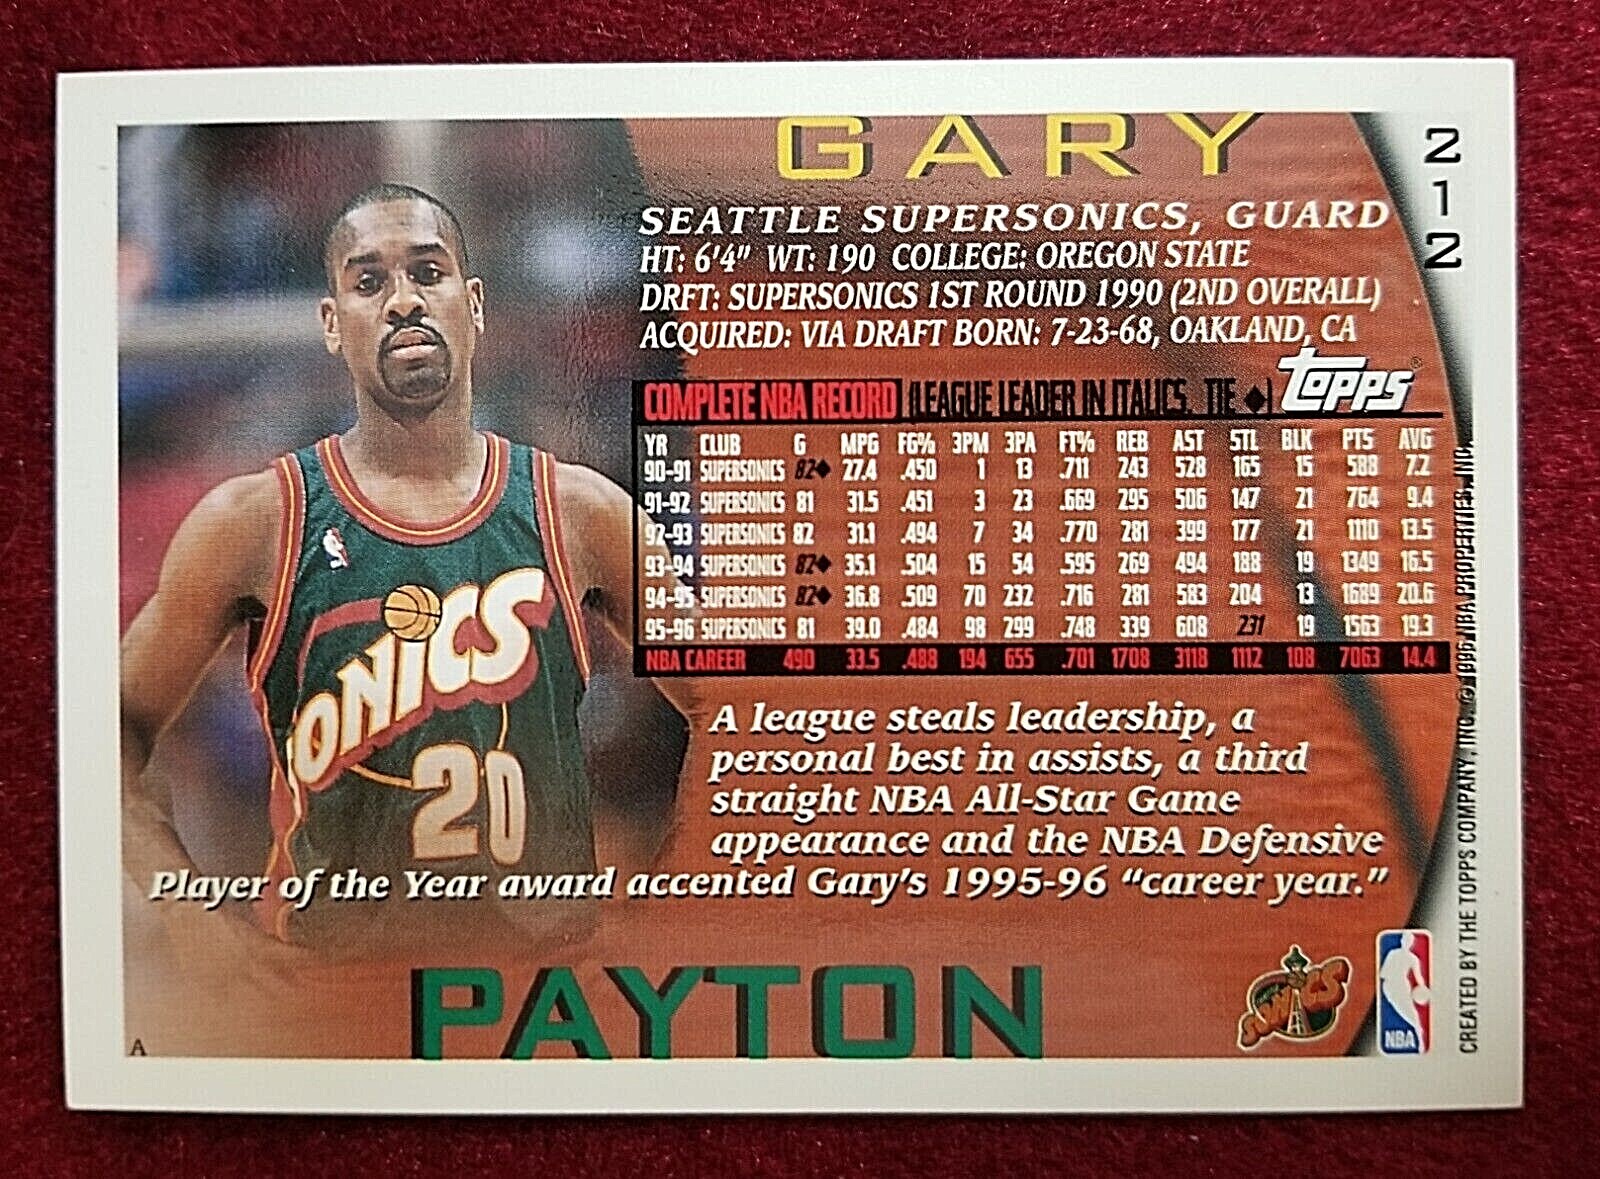 GARY
212
SEATTLE SUPERSONICS, GUARD
HT: 6'4" WT: 190 COLLEGE: OREGON STATE
DRFT: SUPERSONICS 1ST ROUND 1990 (2ND OVERALL)
ACQUIRED: VIA DRAFT BORN: 7-23-68, OAKLAND, CA
TOPPS®
COMPLETE NBA RECORD (LEAGUE LEADER IN ITALICS, TIE ◆)
YR CLUB G MPG FG% 3PM 3PA FT% REB AST STL BLK PTS AVG
90-91 SUPERSONICS 82◆ 27.4 .450 1 13 .711 243 528 165 15 588 7.2
91-92 SUPERSONICS 81 31.5 .451 3 23 .669 295 506 147 21 764 9.4
92-93 SUPERSONICS 82 31.1 .494 7 34 .770 281 399 177 21 1110 13.5
93-94 SUPERSONICS 82◆ 35.1 .504 15 54 .595 269 494 188 19 1349 16.5
94-95 SUPERSONICS 82◆ 36.8 .509 70 232 .716 281 583 204 13 1689 20.6
95-96 SUPERSONICS 81 39.0 .484 98 299 .748 339 608 231 19 1563 19.3
NBA CAREER 490 33.5 .488 194 655 .701 1708 3118 1112 108 7063 14.4
A league steals leadership, a
personal best in assists, a third
straight NBA All-Star Game
appearance and the NBA Defensive
Player of the Year award accented Gary's 1995-96 "career year."
PAYTON
SONICS
20
SONICS
NBA
A
CREATED BY THE TOPPS COMPANY, INC. © 1996 NBA PROPERTIES, INC.